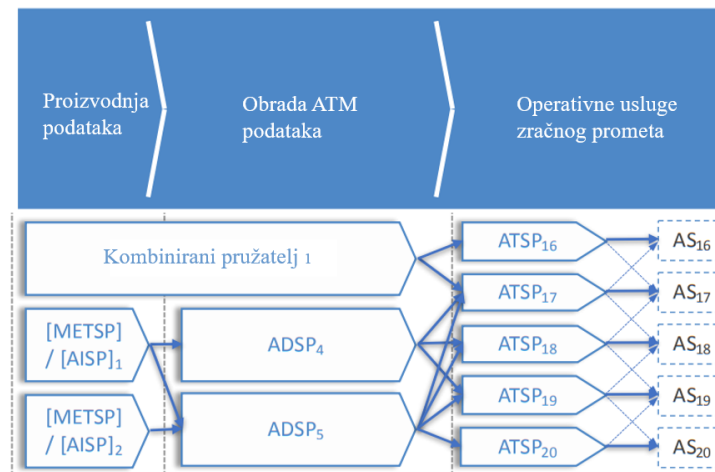 Proizvodnja
podataka
Obrada ATM
podataka
Operativne usluge
zračnog prometa
Kombinirani pružatelj 1
ATSP16
AS16
ATSP17
AS17
[METSP]
/ [AISP]1
ADSP4
ATSP18
AS18
[METSP]
/ [AISP]2
ADSP5
ATSP19
AS19
ATSP20
AS20